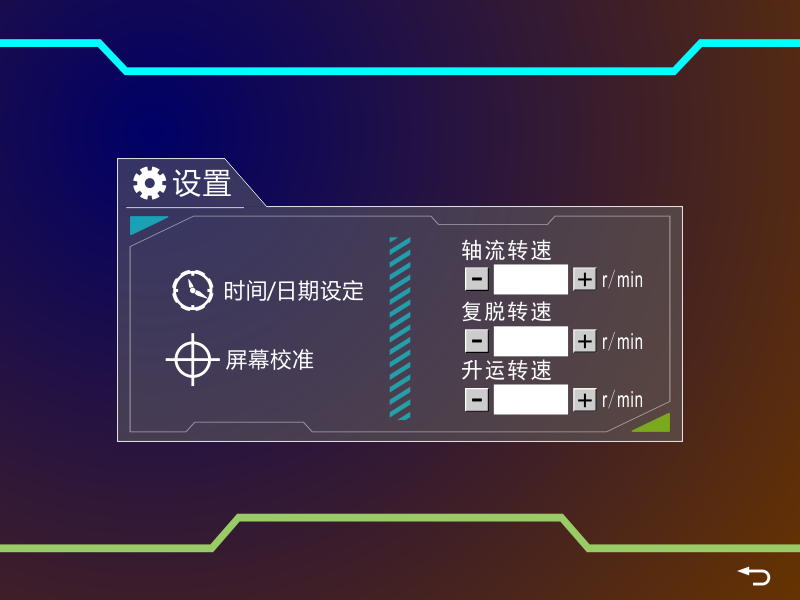 设置
时间/日期设定
屏幕校准
轴流转速
- + r/min
复脱转速
- + r/min
升运转速
- + r/min